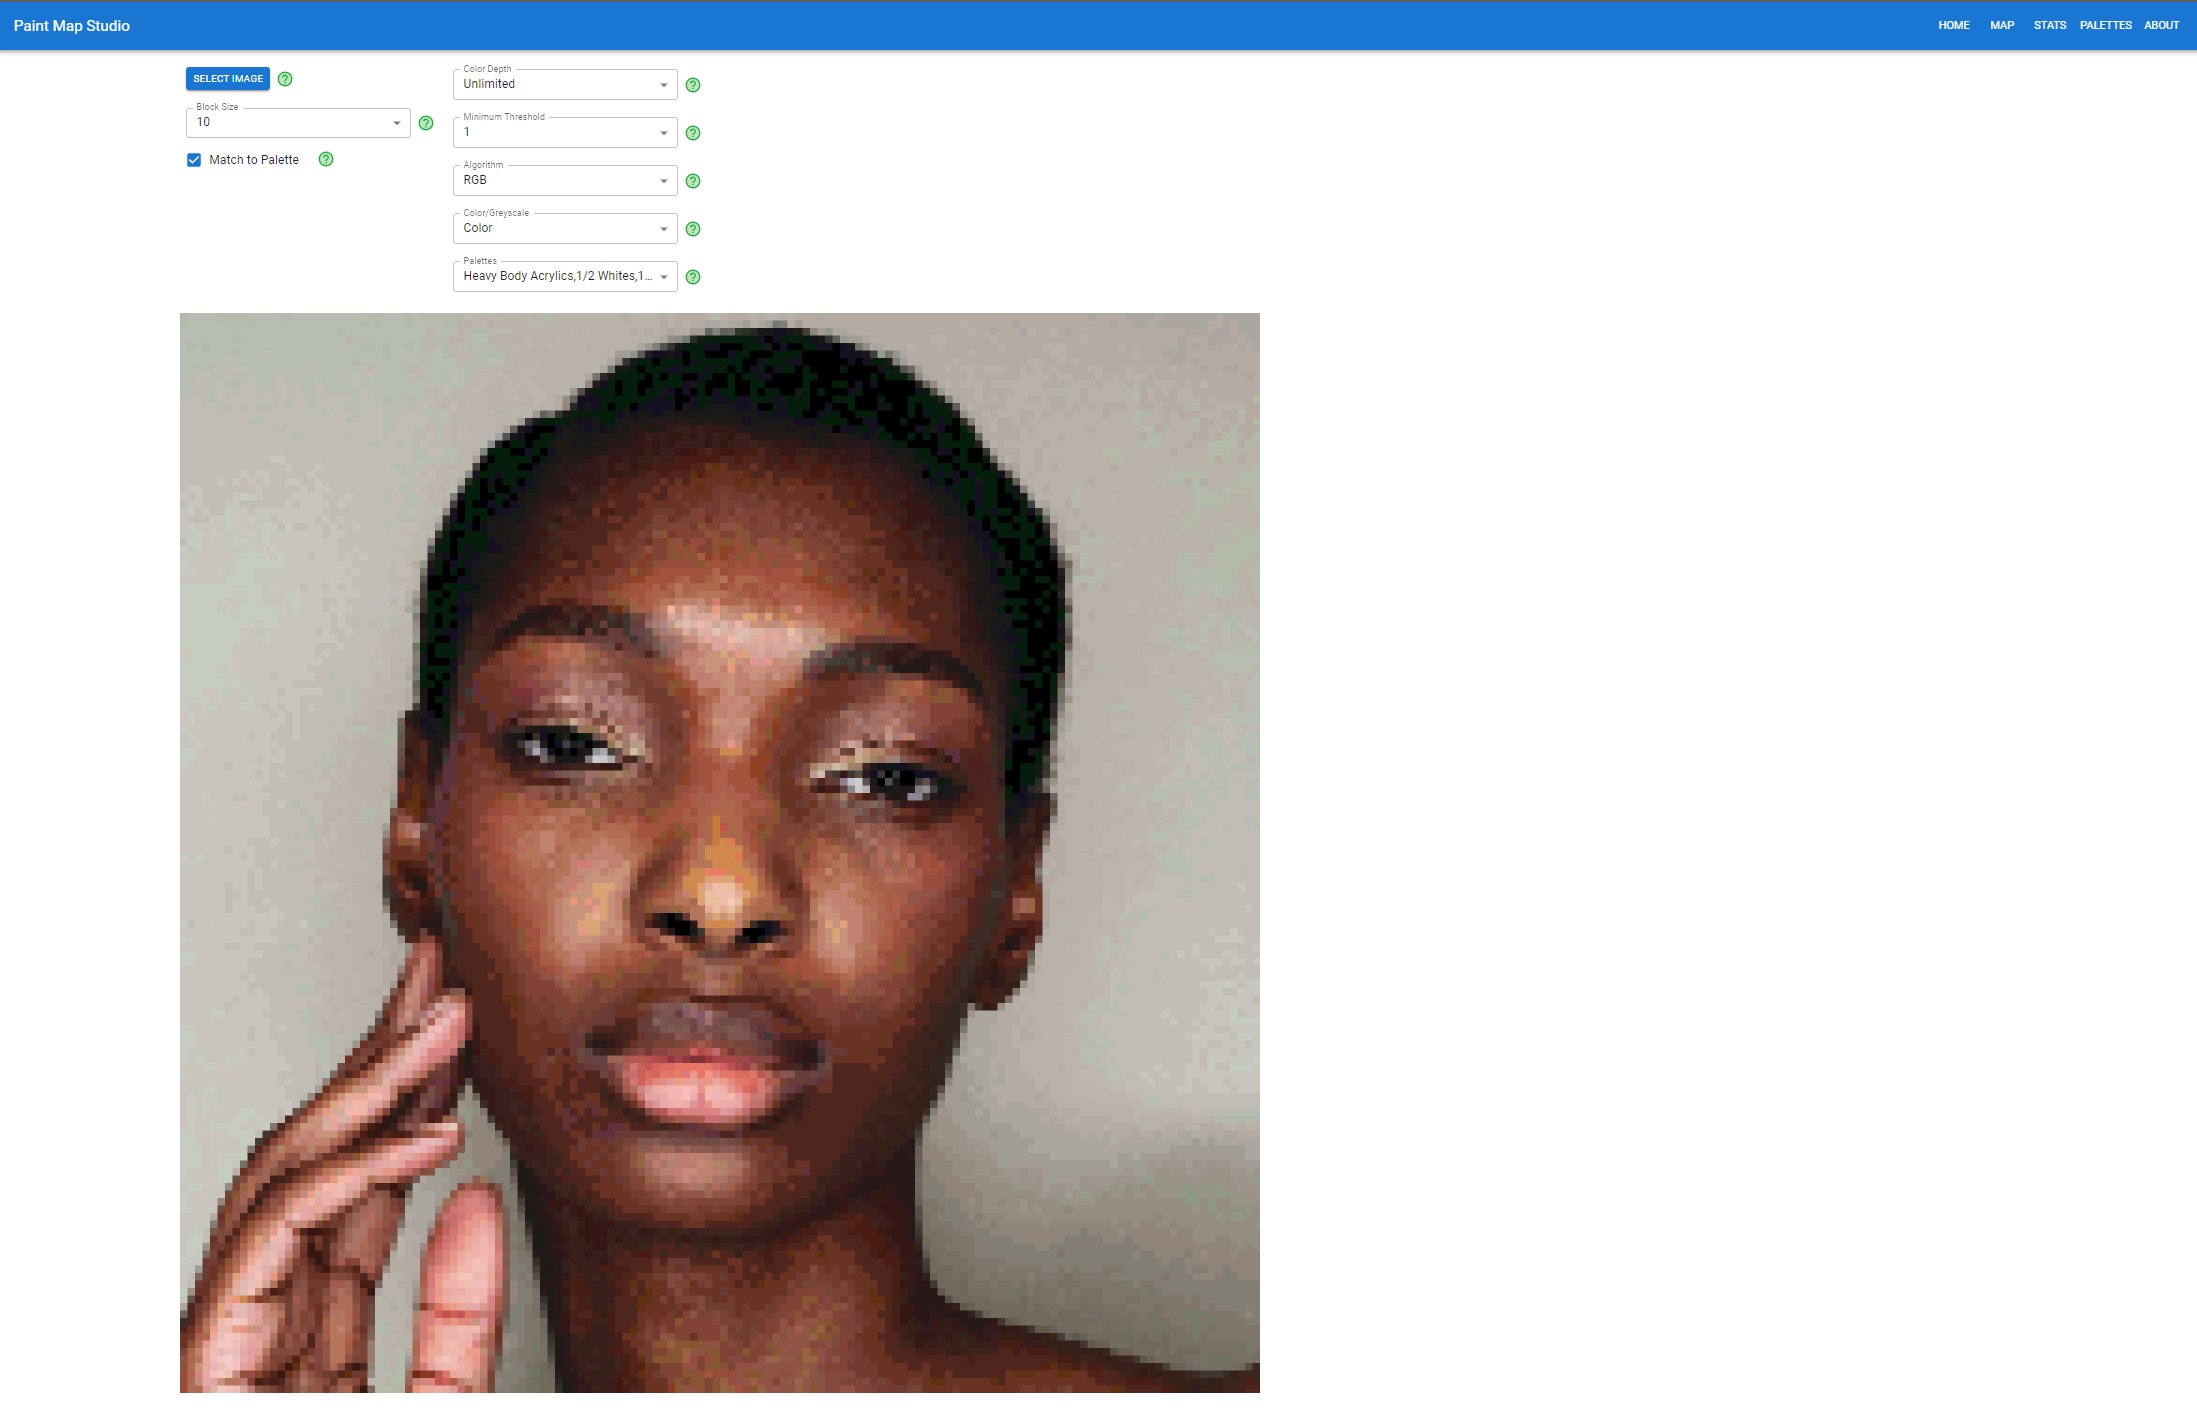 Paint Map Studio
HOME MAP STATS PALETTES ABOUT
SELECT IMAGE
Block Size
10
Match to Palette
Color Depth
Unlimited
Minimum Threshold
1
Algorithm
RGB
Color/Greyscale
Color
Palettes
Heavy Body Acrylics,1/2 Whites,1...